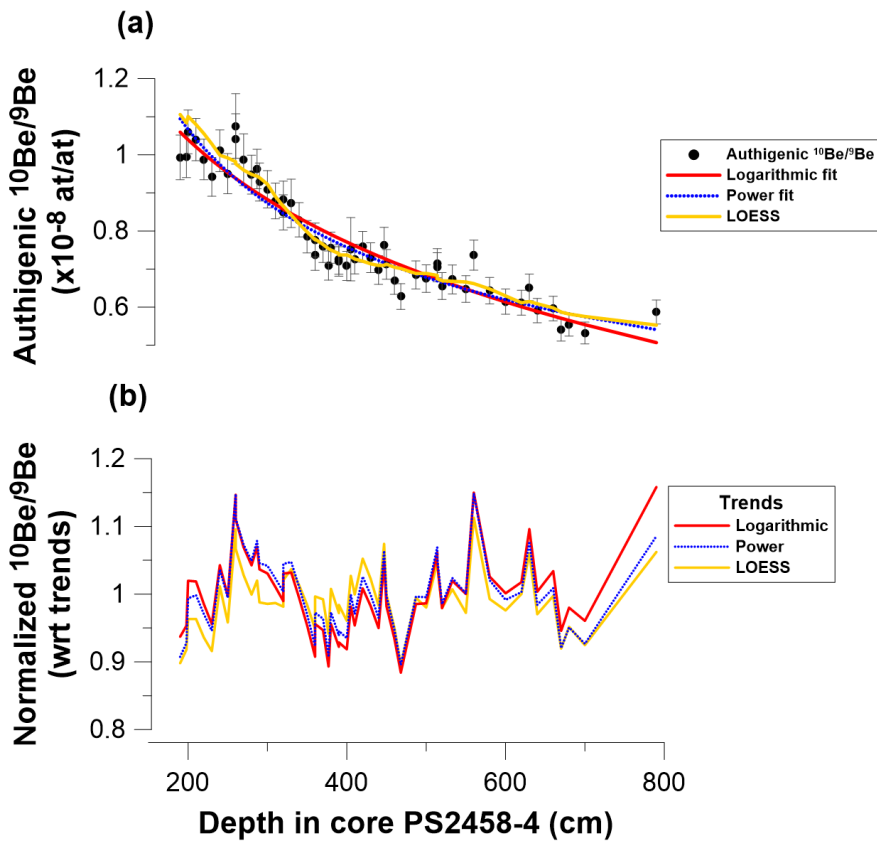 (a)
Authigenic ¹⁰Be/⁹Be
(x10⁻⁸ at/at)
1.2
1
0.8
0.6
Authigenic ¹⁰Be/⁹Be
Logarithmic fit
Power fit
LOESS
(b)
Normalized ¹⁰Be/⁹Be
(wrt trends)
1.2
1.1
1
0.9
0.8
Trends
Logarithmic
Power
LOESS
200 400 600 800
Depth in core PS2458-4 (cm)